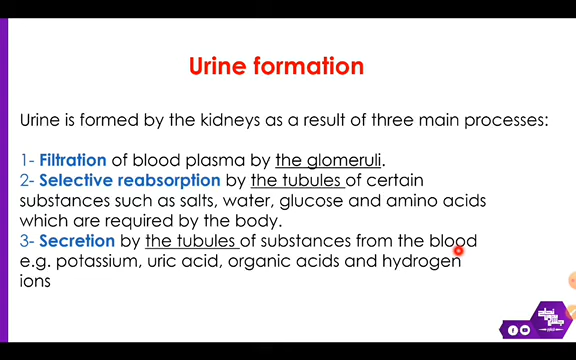 Urine formation
Urine is formed by the kidneys as a result of three main processes:
1- Filtration of blood plasma by the glomeruli.
2- Selective reabsorption by the tubules of certain
substances such as salts, water, glucose and amino acids
which are required by the body.
3- Secretion by the tubules of substances from the blood
e.g. potassium, uric acid, organic acids and hydrogen
ions